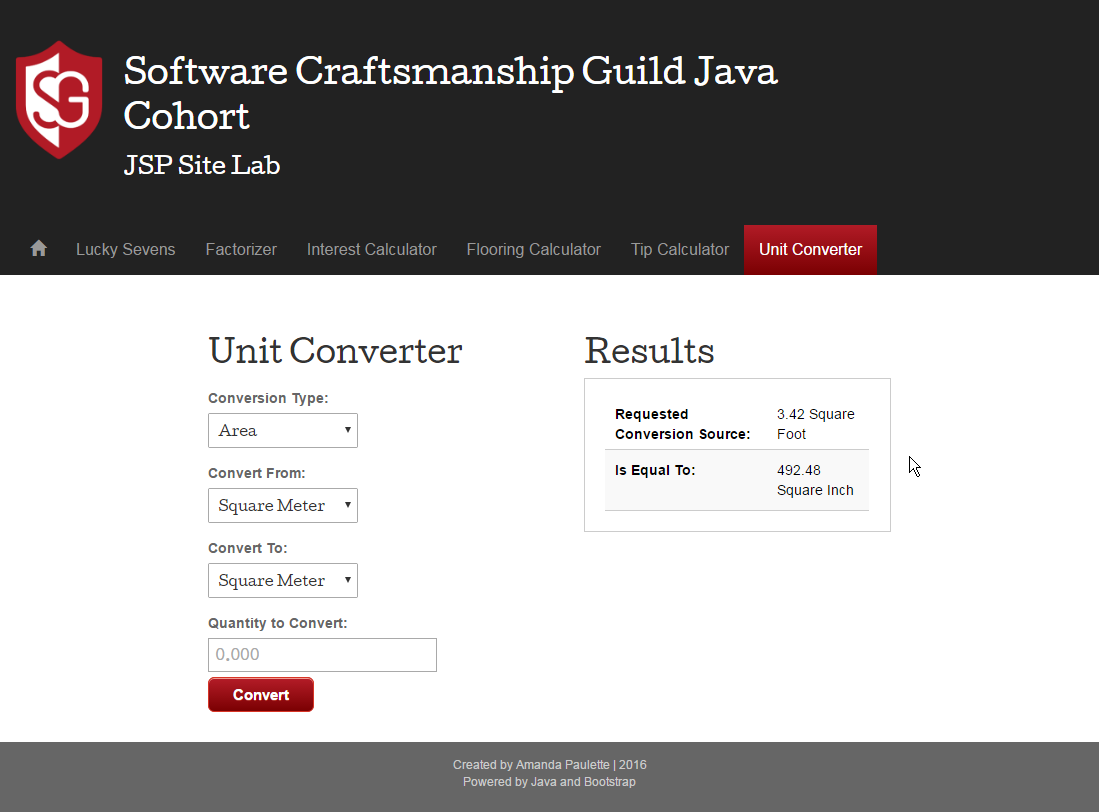 SG
Software Craftsmanship Guild Java
Cohort
JSP Site Lab
Lucky Sevens Factorizer Interest Calculator Flooring Calculator Tip Calculator Unit Converter
Unit Converter
Conversion Type:
Area
Convert From:
Square Meter
Convert To:
Square Meter
Quantity to Convert:
0.000
Convert
Results
Requested 3.42 Square
Conversion Source: Foot
Is Equal To: 492.48
Square Inch
Created by Amanda Paulette | 2016
Powered by Java and Bootstrap